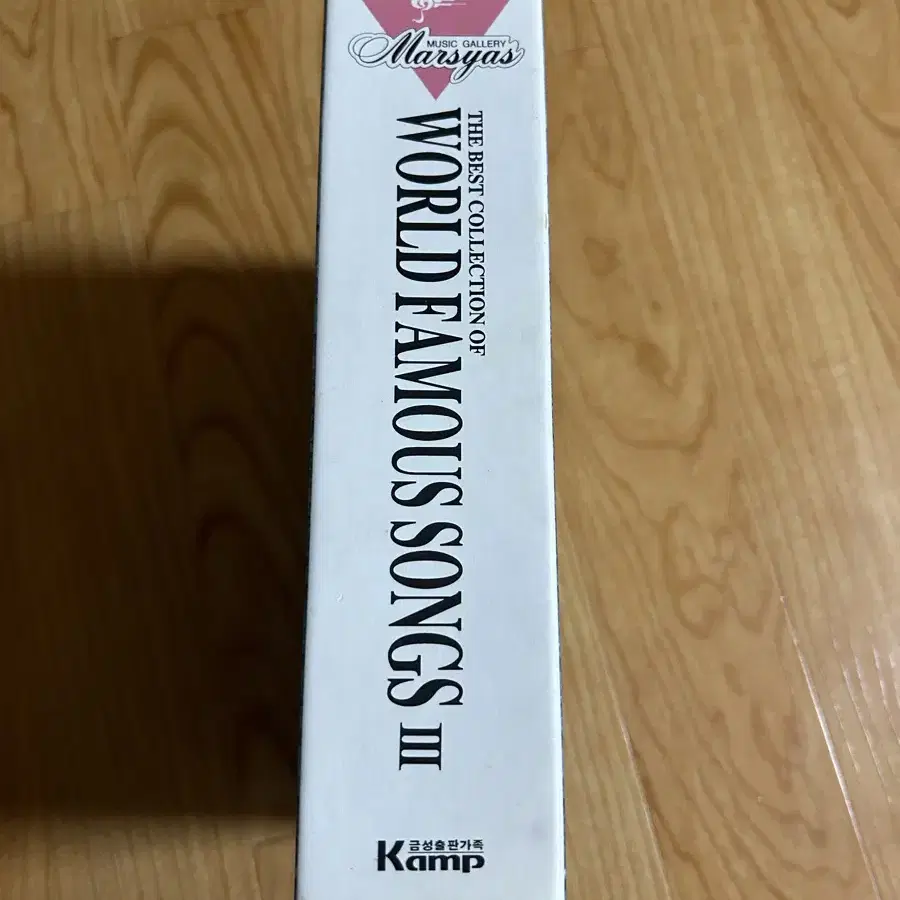 MUSIC GALLERY
Marsyas
THE BEST COLLECTION OF
WORLD FAMOUS SONGS III
금성출판가족
Kamp